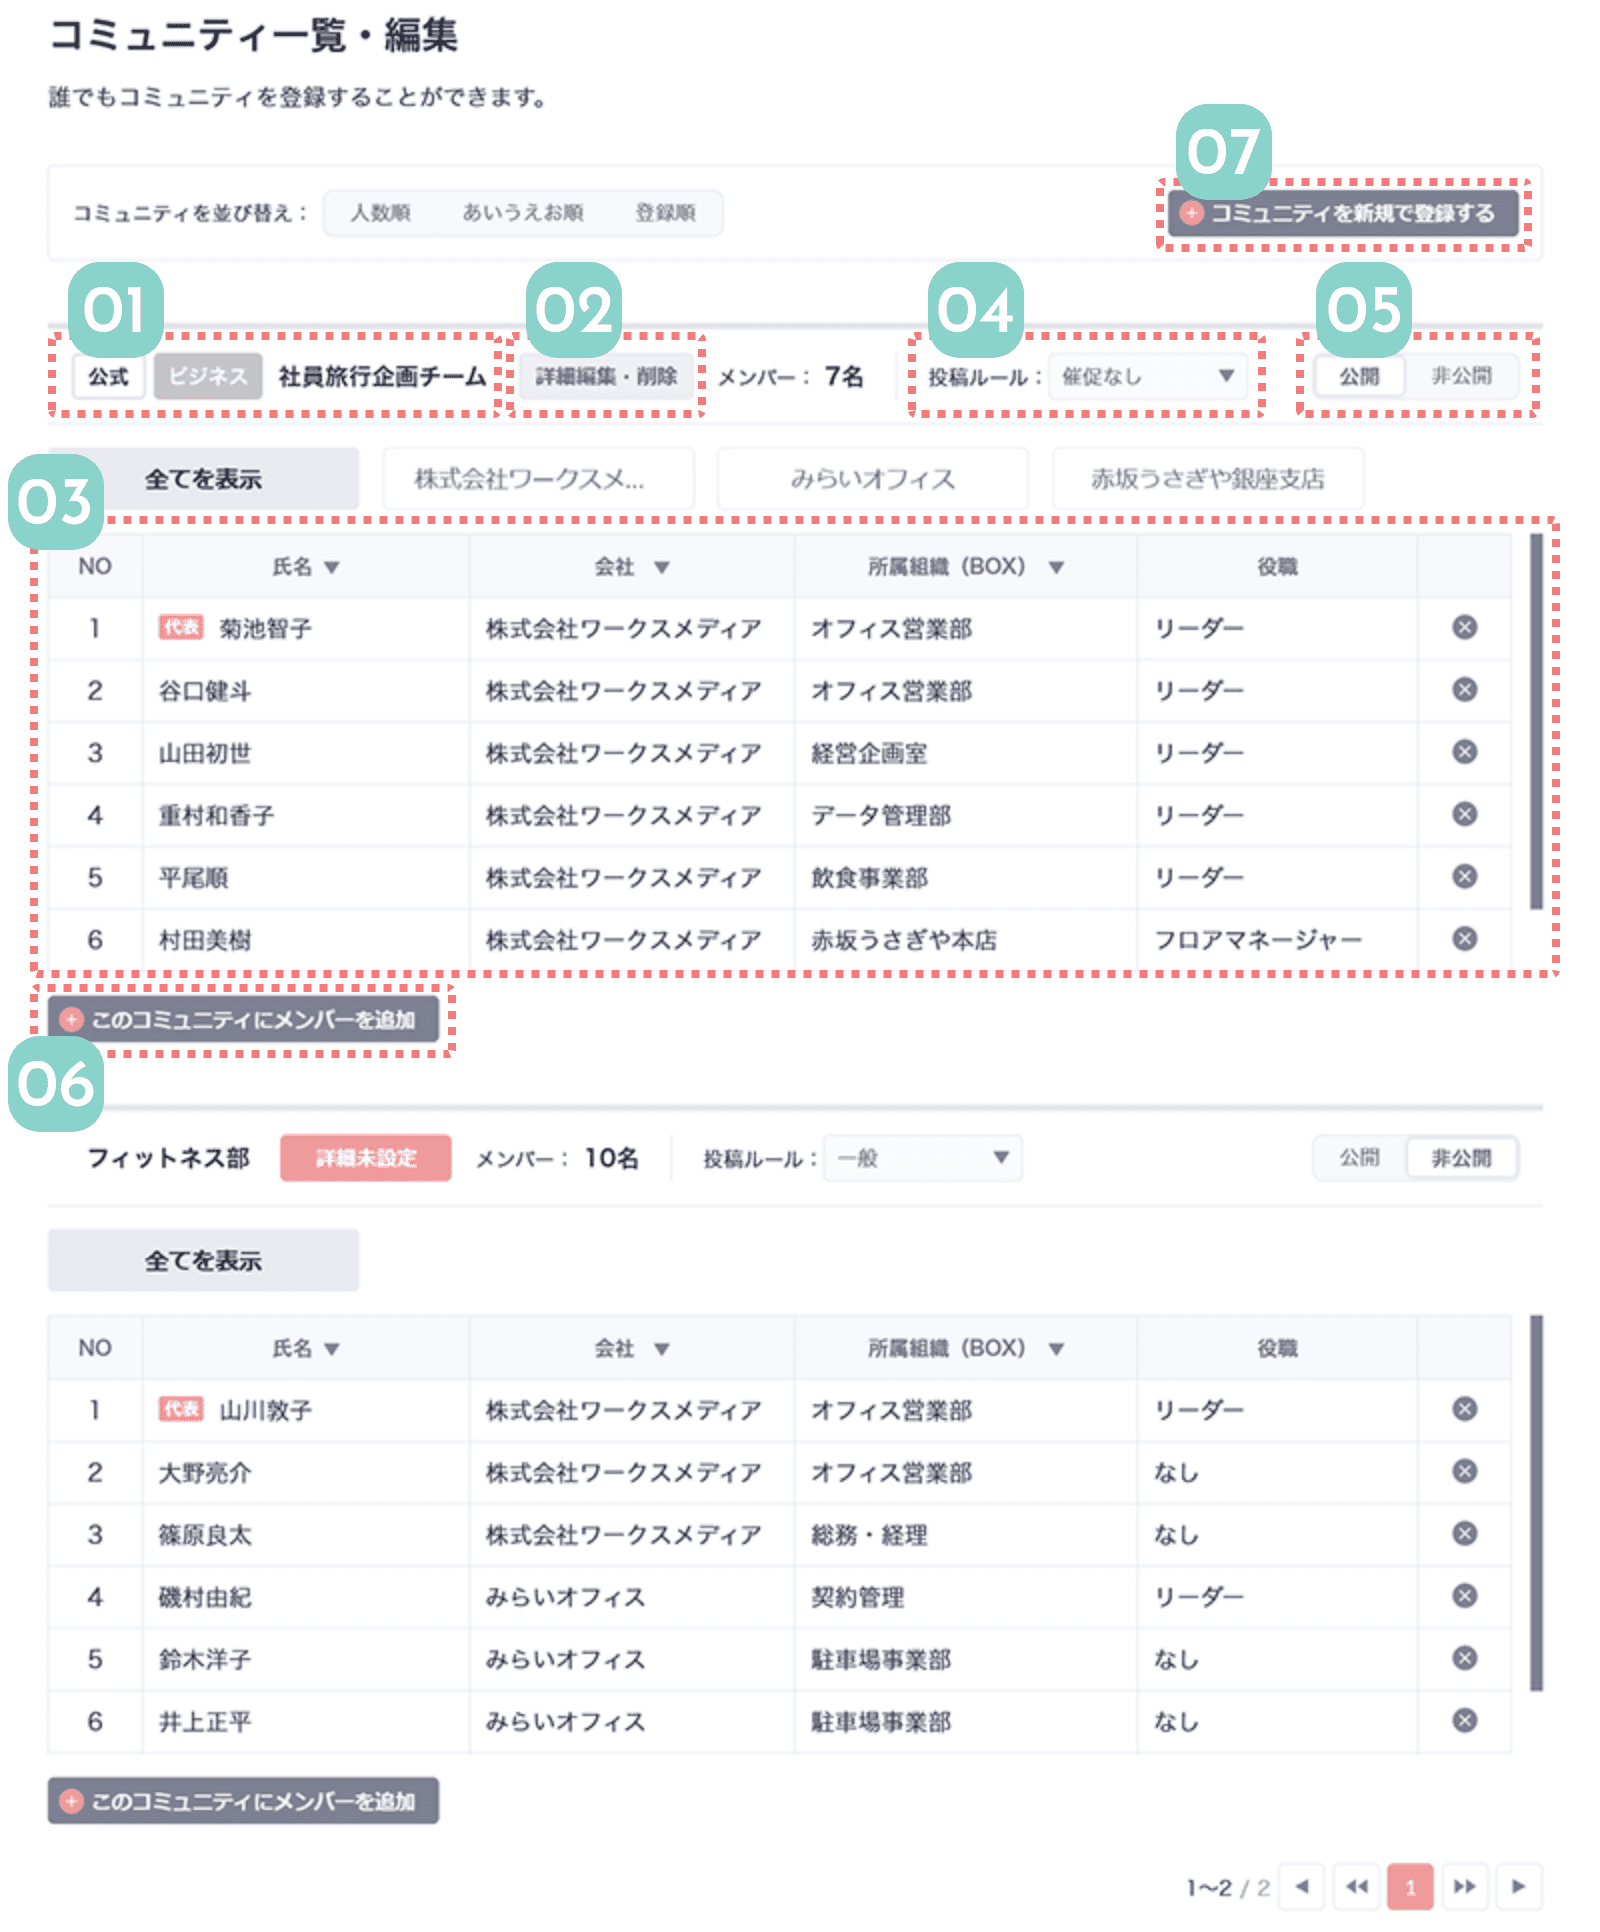 コミュニティ一覧・編集
誰でもコミュニティを登録することができます。
07
コミュニティを並び替え： 人数順 あいうえお順 登録順 コミュニティを新規で登録する
01 02 04 05
公式 ビジネス 社員旅行企画チーム 詳細編集・削除 メンバー： 7名 投稿ルール： 催促なし 公開 非公開
03 全てを表示 株式会社ワークスメ... みらいオフィス 赤坂うさぎや銀座支店
NO 氏名 ▼ 会社 ▼ 所属組織（BOX） ▼ 役職
1 代表 菊池智子 株式会社ワークスメディア オフィス営業部 リーダー
2 谷口健斗 株式会社ワークスメディア オフィス営業部 リーダー
3 山田初世 株式会社ワークスメディア 経営企画室 リーダー
4 重村和香子 株式会社ワークスメディア データ管理部 リーダー
5 平尾順 株式会社ワークスメディア 飲食事業部 リーダー
6 村田美樹 株式会社ワークスメディア 赤坂うさぎや本店 フロアマネージャー
このコミュニティにメンバーを追加
06
フィットネス部 詳細未設定 メンバー： 10名 投稿ルール： 一般 公開 非公開
全てを表示
NO 氏名 ▼ 会社 ▼ 所属組織（BOX） ▼ 役職
1 代表 山川敦子 株式会社ワークスメディア オフィス営業部 リーダー
2 大野亮介 株式会社ワークスメディア オフィス営業部 なし
3 篠原良太 株式会社ワークスメディア 総務・経理 なし
4 磯村由紀 みらいオフィス 契約管理 リーダー
5 鈴木洋子 みらいオフィス 駐車場事業部 なし
6 井上正平 みらいオフィス 駐車場事業部 なし
このコミュニティにメンバーを追加
1〜2 / 2 1